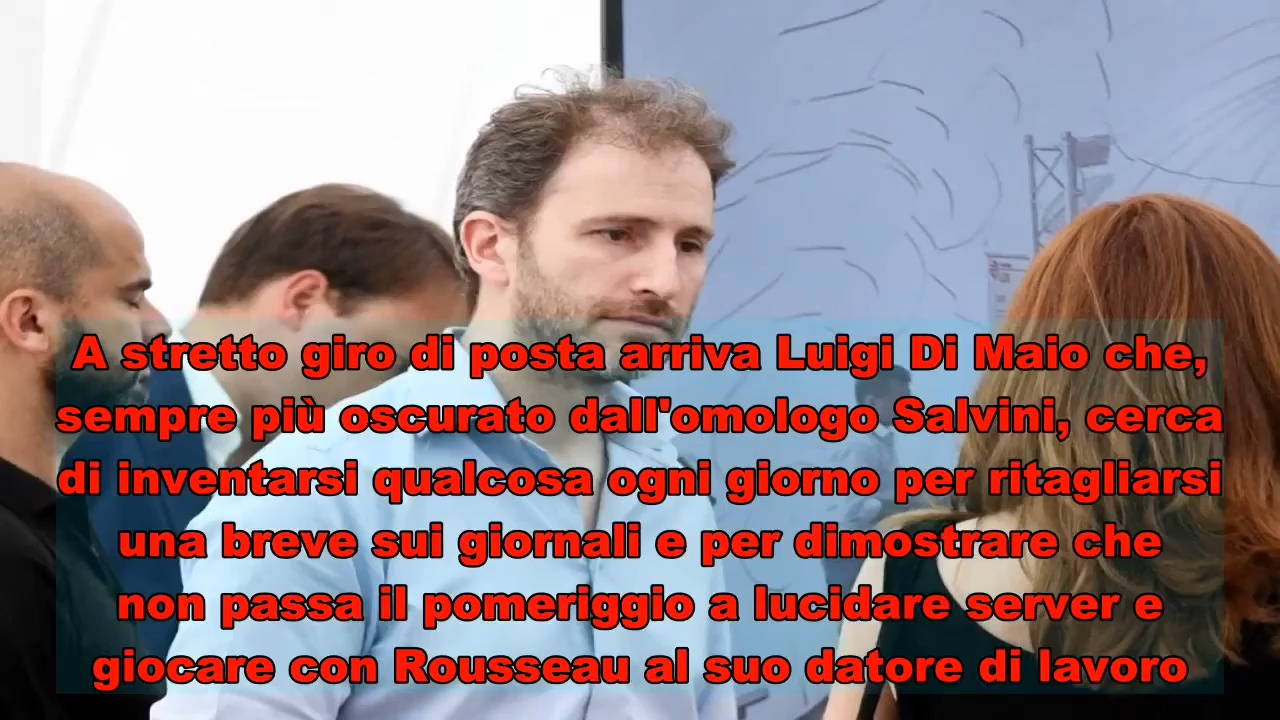 A stretto giro di posta arriva Luigi Di Maio che,
sempre più oscurato dall'omologo Salvini, cerca
di inventarsi qualcosa ogni giorno per ritagliarsi
una breve sui giornali e per dimostrare che
non passa il pomeriggio a lucidare server e
giocare con Rousseau al suo datore di lavoro